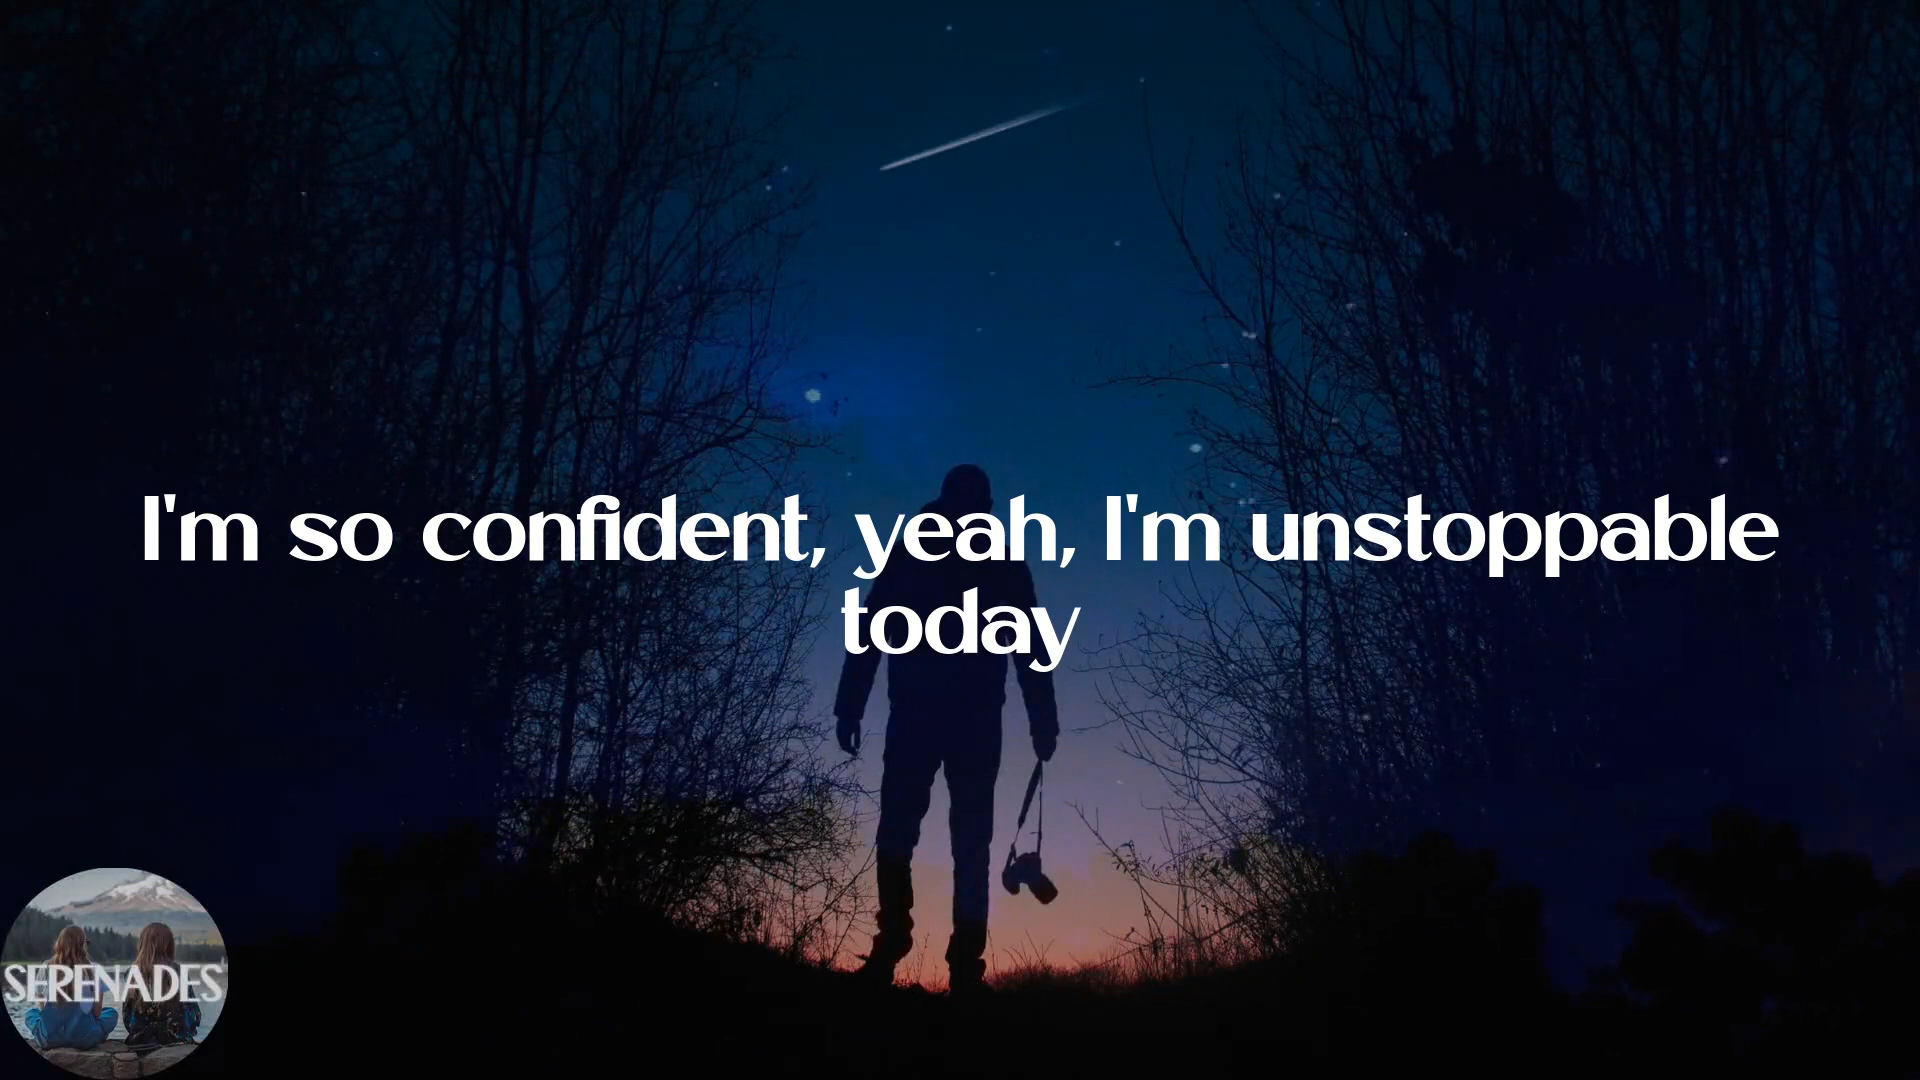 I'm so confident, yeah, I'm unstoppable
today
SERENADES